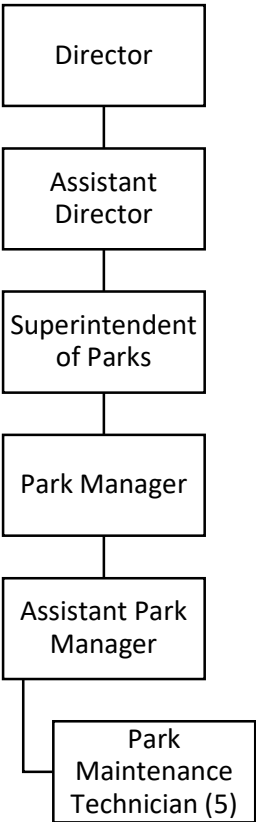 Director
Assistant
Director
Superintendent
of Parks
Park Manager
Assistant Park
Manager
Park
Maintenance
Technician (5)